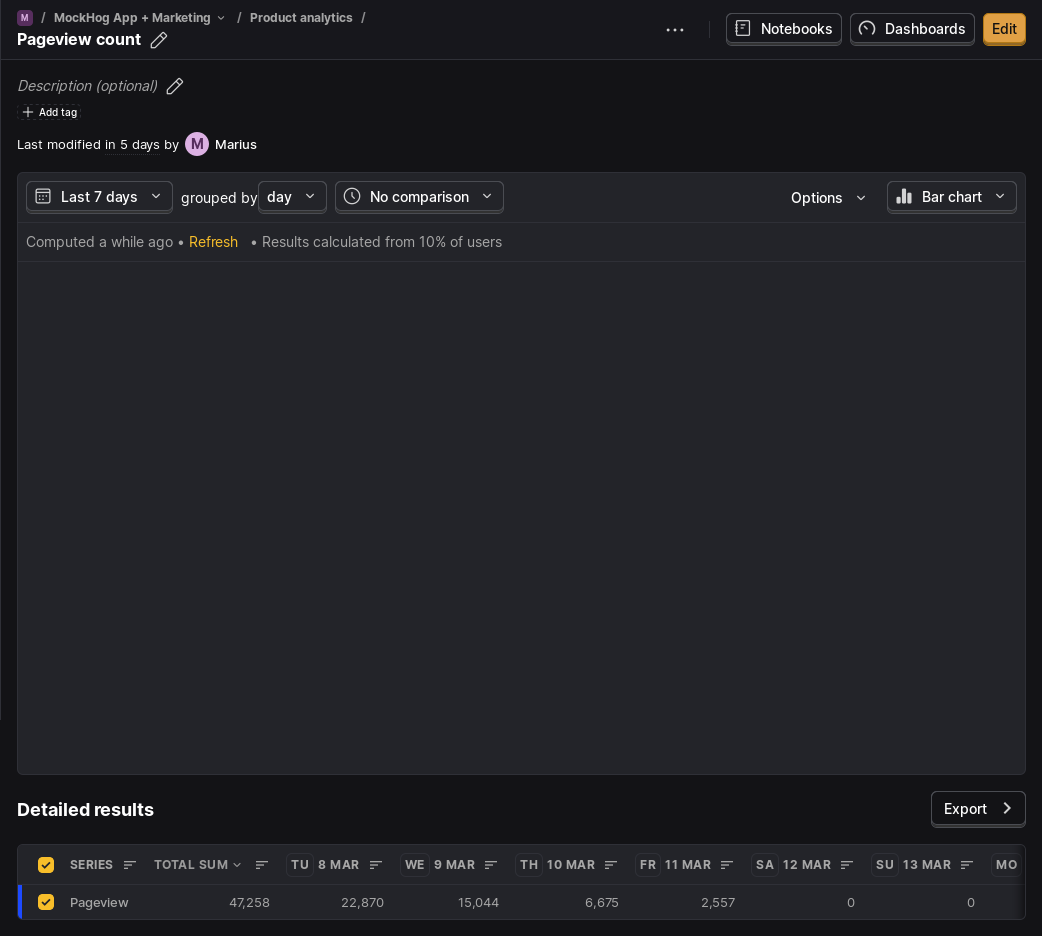 M / MockHog App + Marketing / Product analytics /
Pageview count
Notebooks Dashboards Edit
Description (optional)
Add tag
Last modified in 5 days by M Marius
Last 7 days grouped by day No comparison Options Bar chart
Computed a while ago • Refresh • Results calculated from 10% of users
Detailed results
Export
SERIES TOTAL SUM TU 8 MAR WE 9 MAR TH 10 MAR FR 11 MAR SA 12 MAR SU 13 MAR MO
Pageview 47,258 22,870 15,044 6,675 2,557 0 0